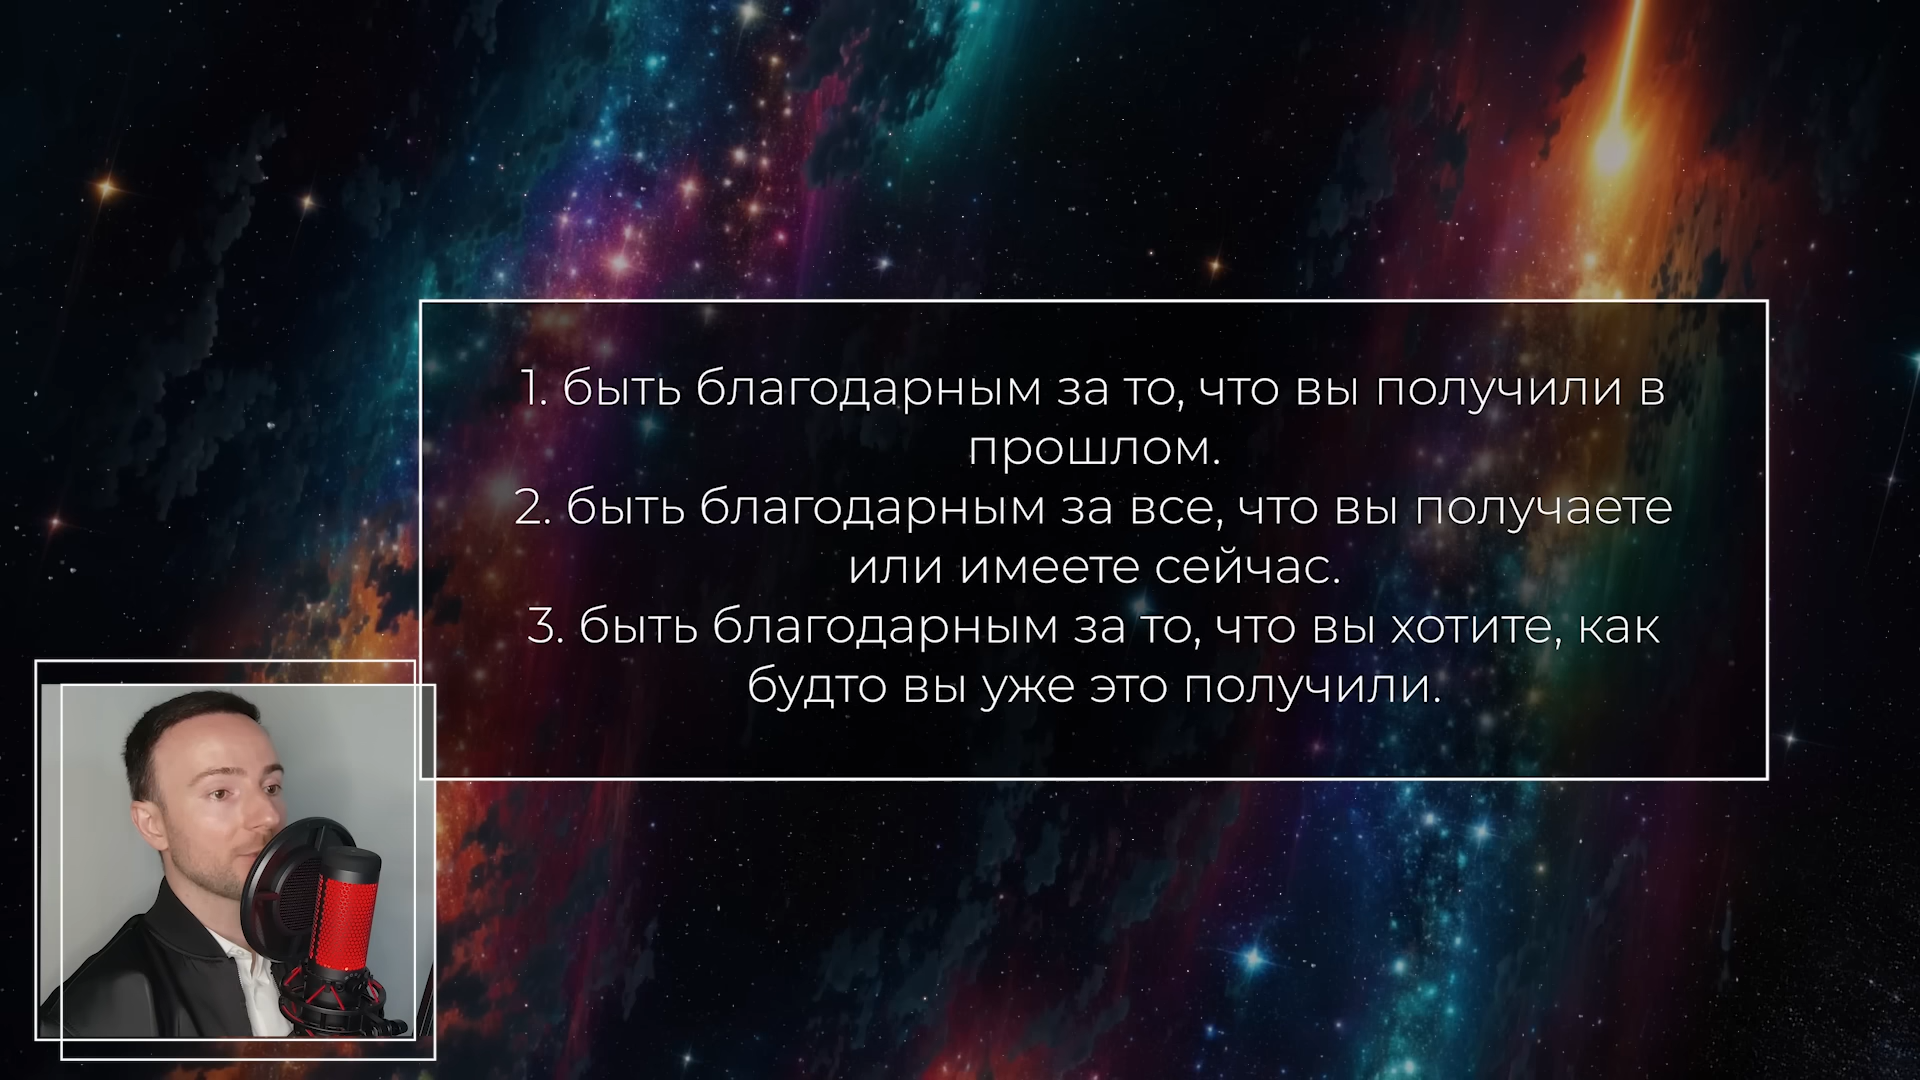 1. быть благодарным за то, что вы получили в
прошлом.
2. быть благодарным за все, что вы получаете
или имеете сейчас.
3. быть благодарным за то, что вы хотите, как
будто вы уже это получили.